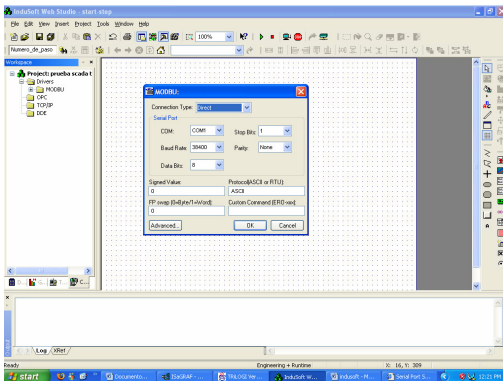 InduSoft Web Studio - start stop
File Edit View Insert Project Tools Window Help
100%
Numero_de_paso
Workspace
Project: prueba scada t
Drivers
MODBU
OPC
TCP/IP
DDE
MODBU:
Connection Type: Direct
Serial Port
COM: COM1 Stop Bits: 1
Baud Rate: 38400 Parity: None
Data Bits: 8
Signed Value: Protocol(ASCII or RTU):
0 ASCII
FP swap (0=Byte/1=Word): Custom Command (ERO-xxx):
0
Advanced... OK Cancel
Output
Log XRef
Ready Engineering + Runtime X: 16, Y: 309
start Documento... ISaGRAF -... TRiLOGI Ver... InduSoft W... indusoft - M... Serial Port S... 12:21 PM